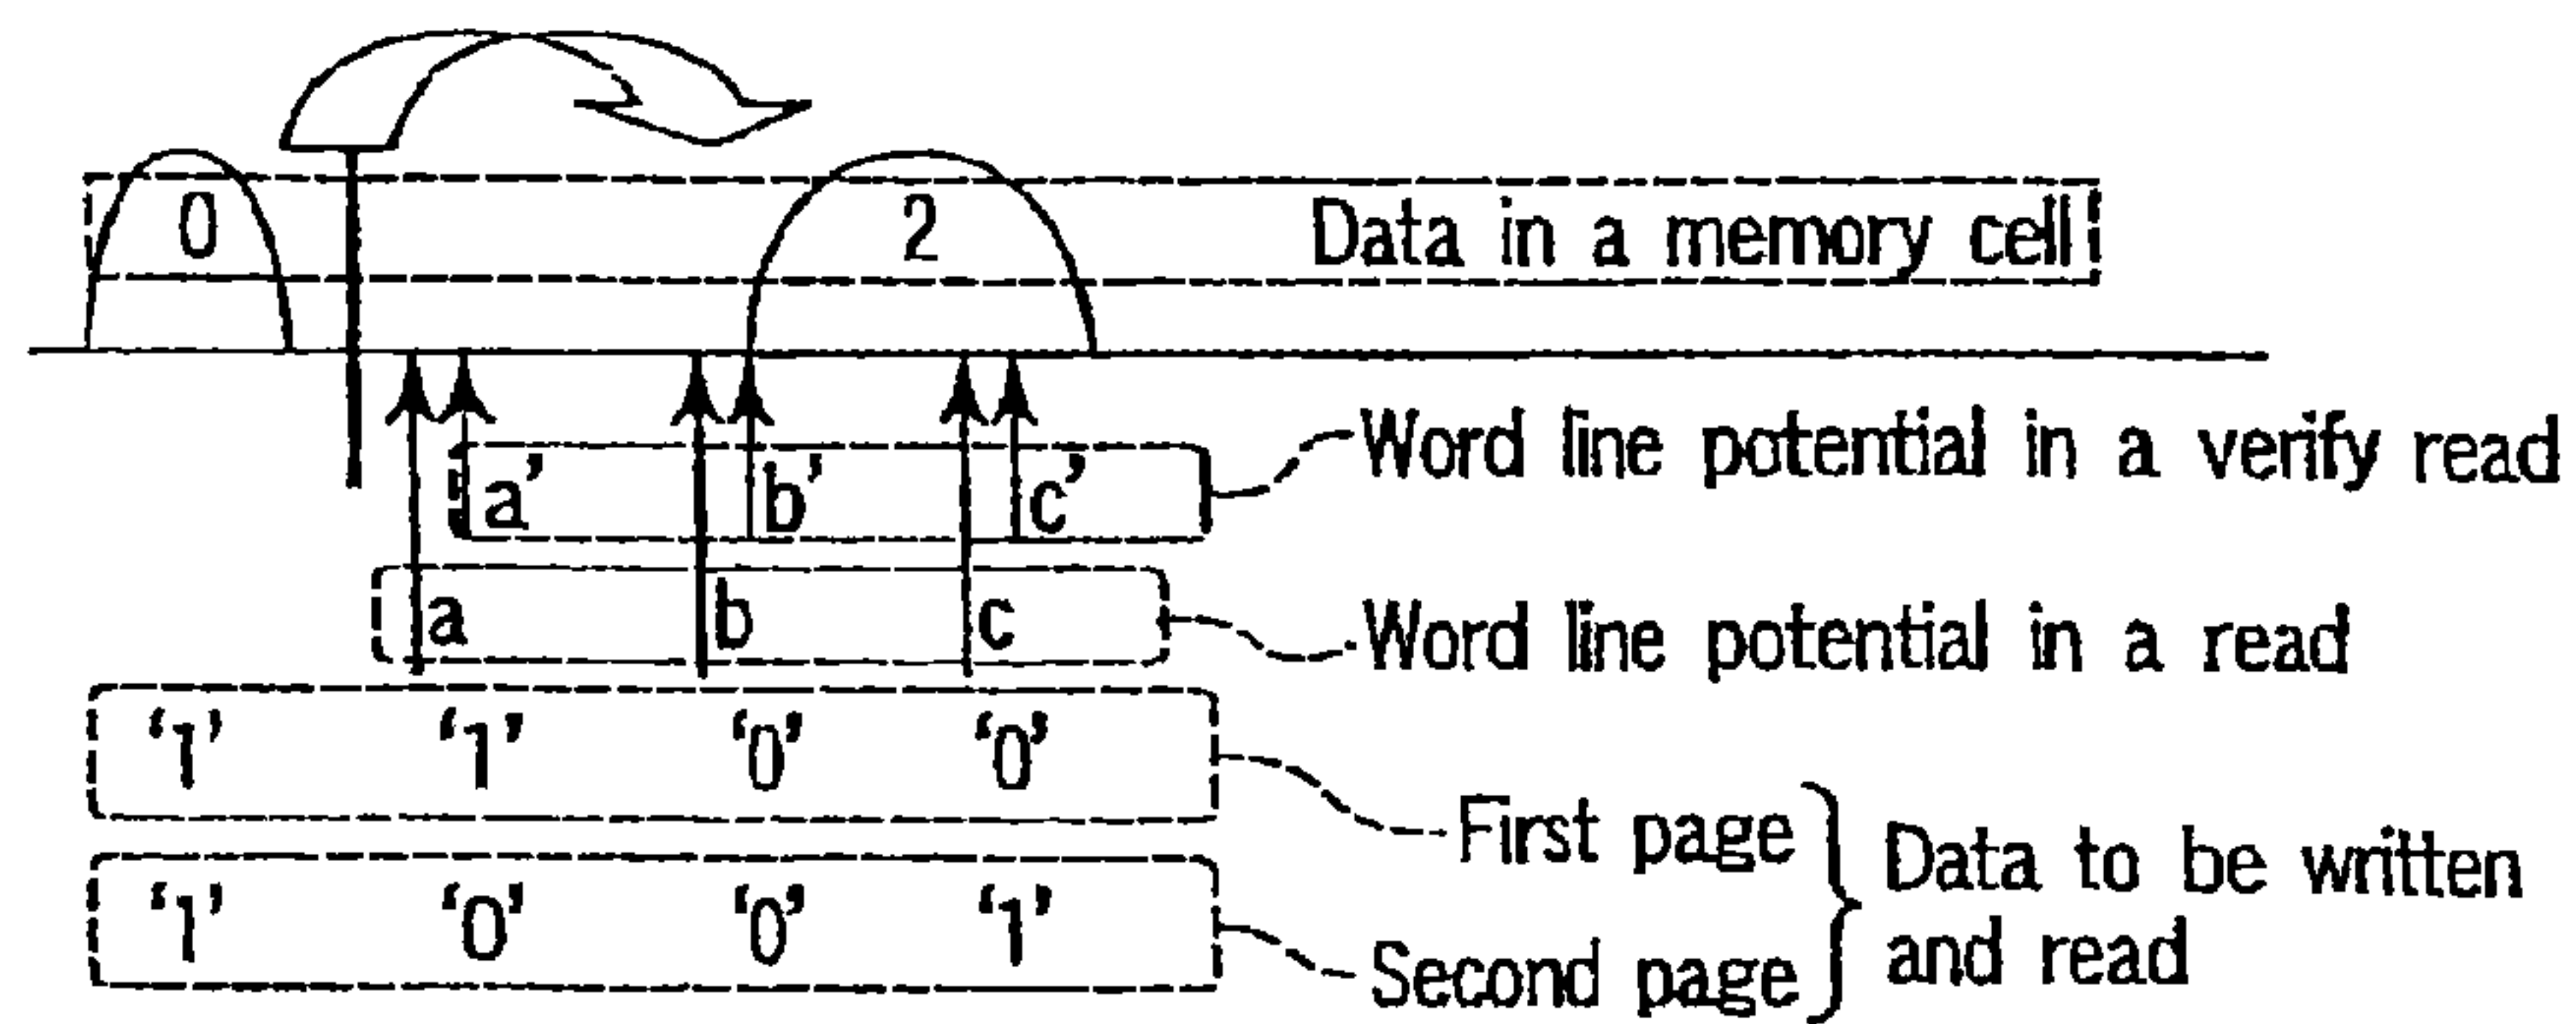 0 2 Data in a memory cell
Word line potential in a verify read
a' b' c'
a b c
Word line potential in a read
'1' '1' '0' '0'
First page
'1' '0' '0' '1'
Second page
Data to be written
and read